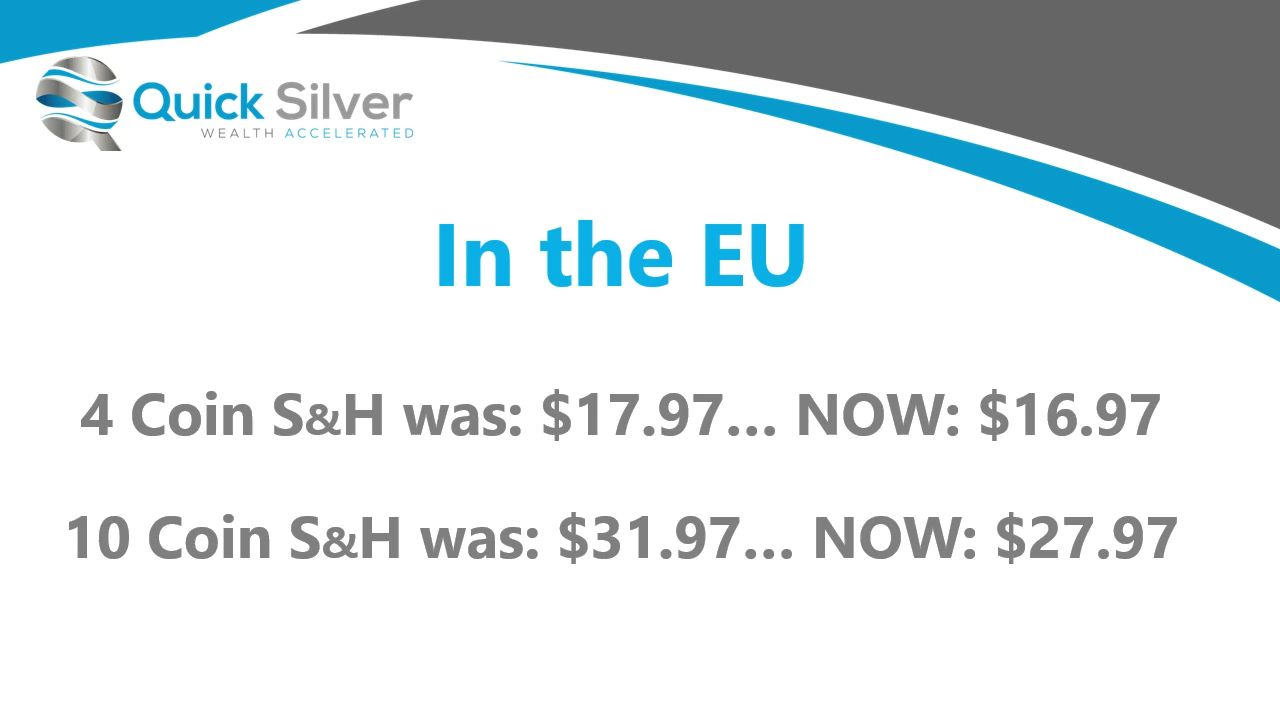 Quick Silver
WEALTH ACCELERATED
In the EU
4 Coin S&H was: $17.97... NOW: $16.97
10 Coin S&H was: $31.97... NOW: $27.97